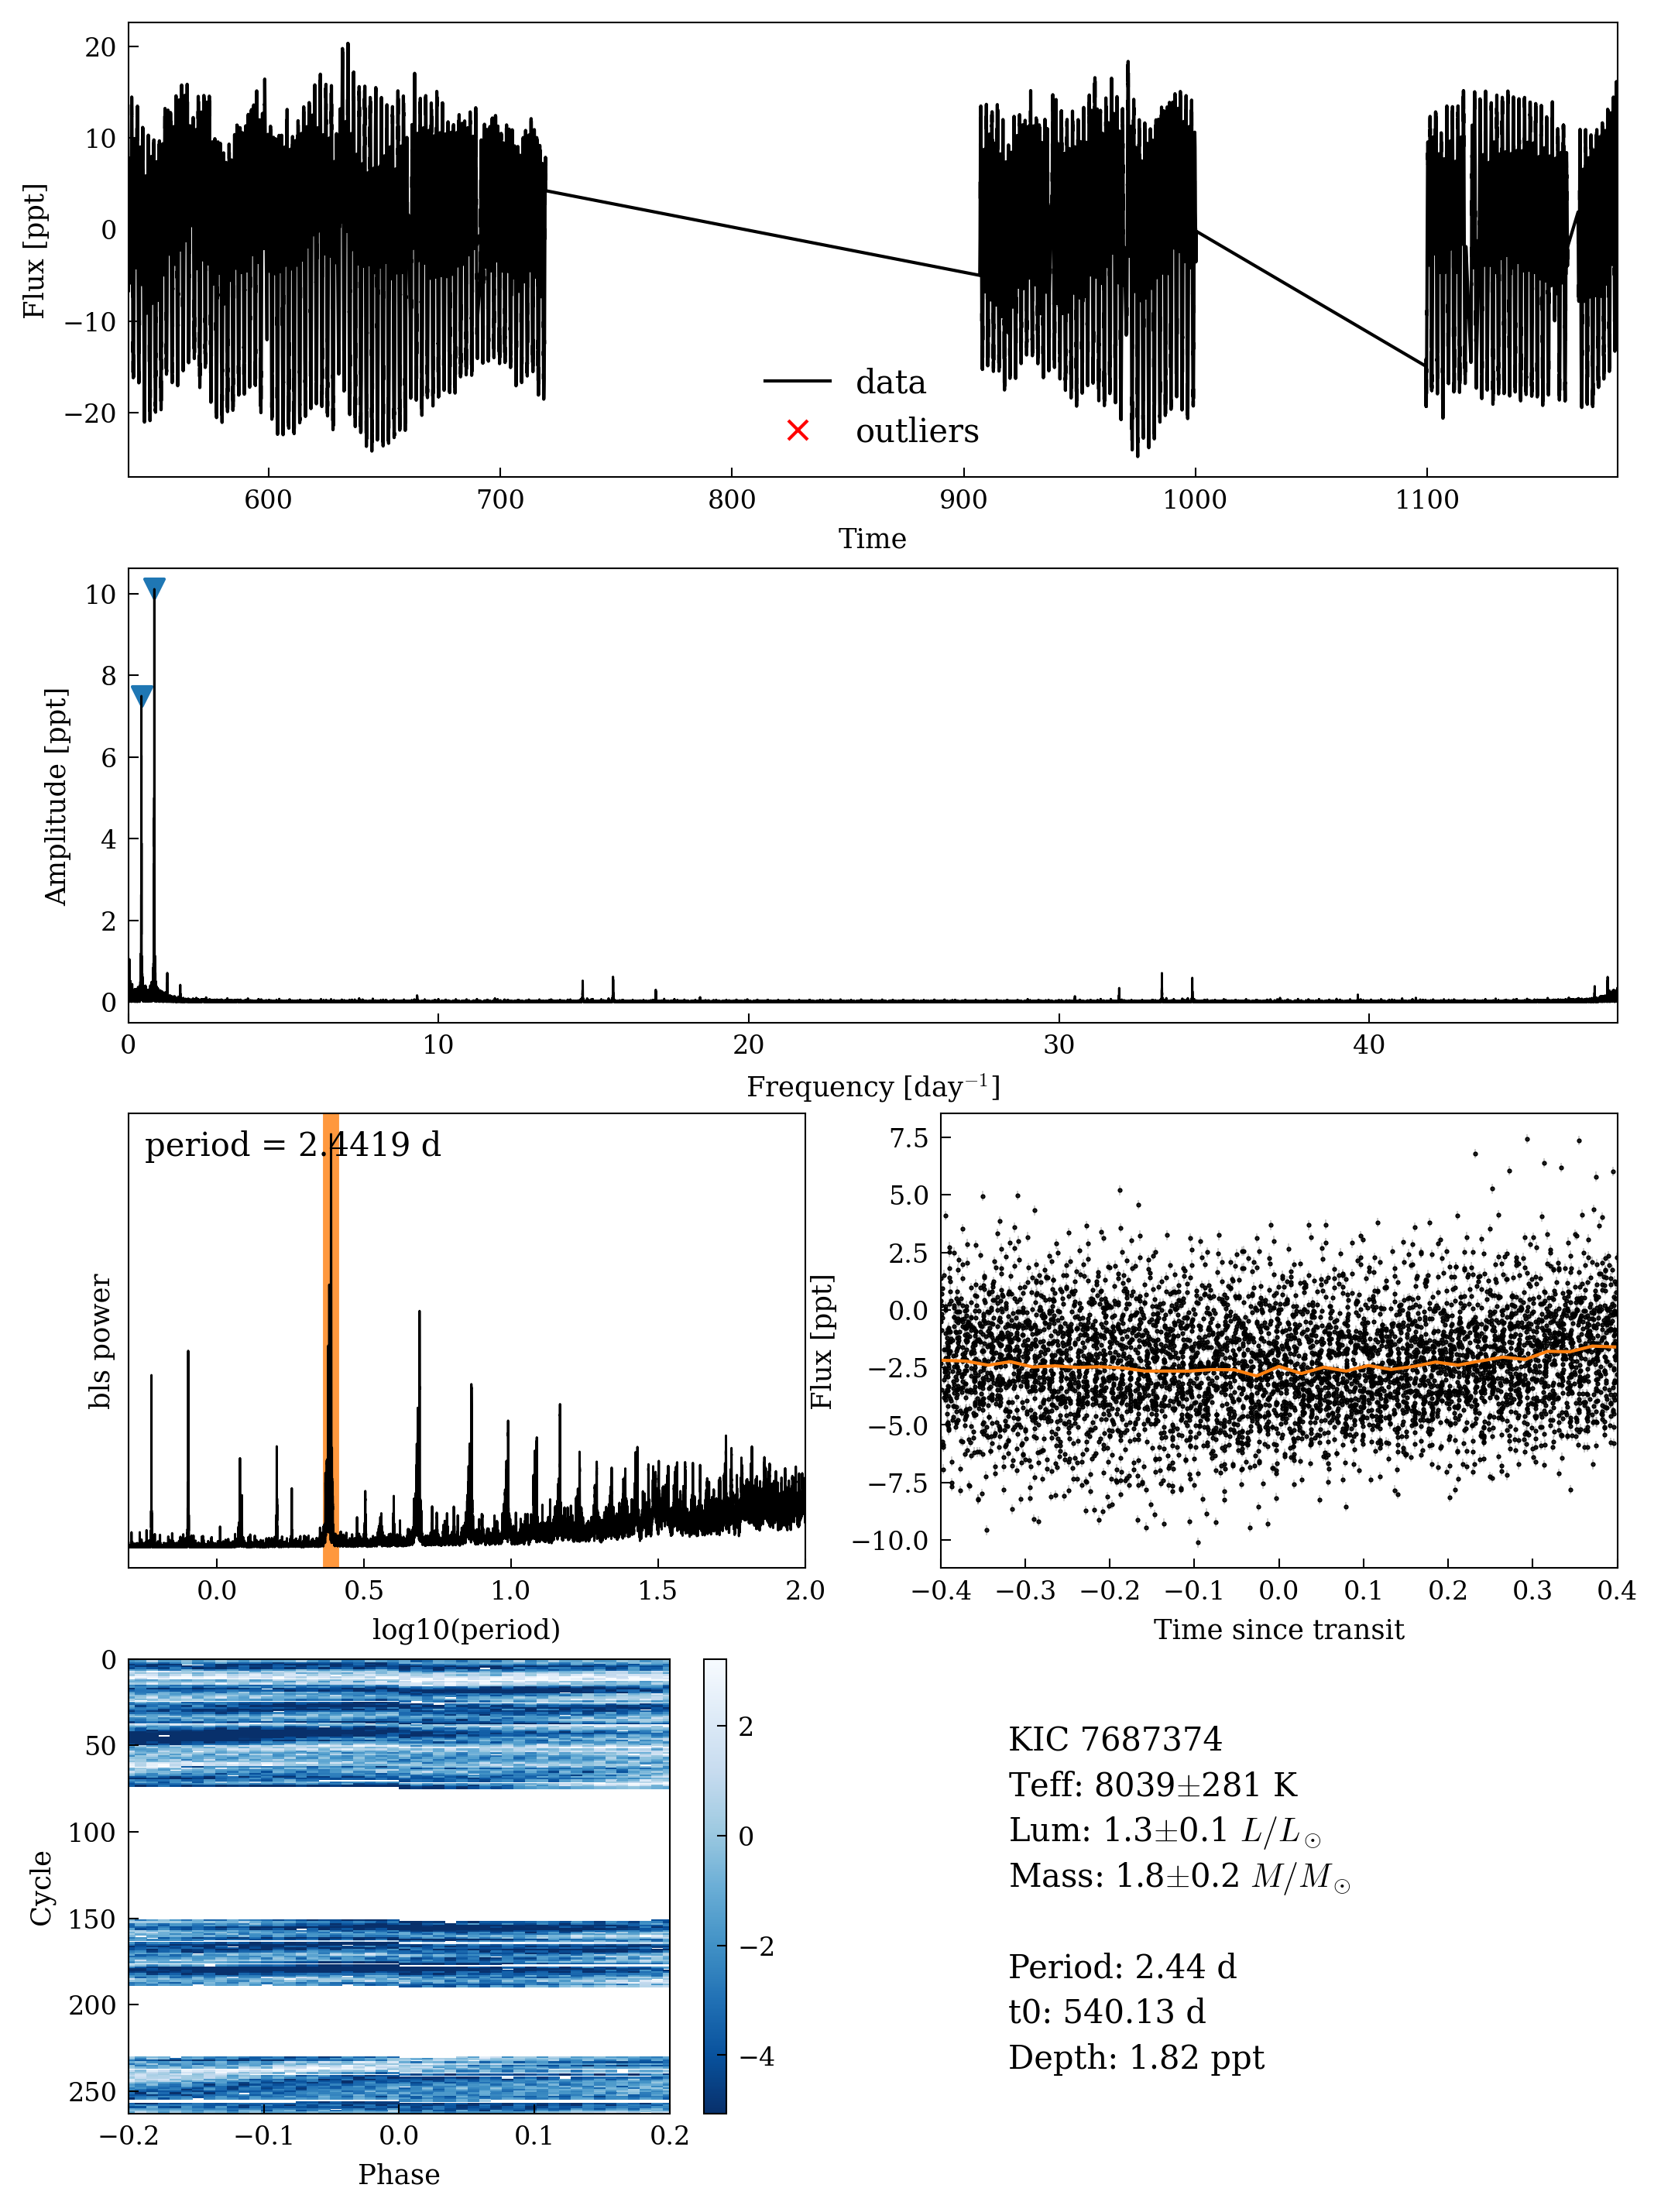 20
10
0
−10
−20
Flux [ppt]
data
outliers
600 700 800 900 1000 1100
Time
10
8
6
4
2
0
Amplitude [ppt]
0 10 20 30 40
Frequency [day⁻¹]
period = 2.4419 d
bls power
0.0 0.5 1.0 1.5 2.0
log10(period)
7.5
5.0
2.5
0.0
−2.5
−5.0
−7.5
−10.0
Flux [ppt]
−0.4 −0.3 −0.2 −0.1 0.0 0.1 0.2 0.3 0.4
Time since transit
0
50
100
150
200
250
Cycle
−0.2 −0.1 0.0 0.1 0.2
Phase
2
0
−2
−4
KIC 7687374
Teff: 8039±281 K
Lum: 1.3±0.1 L/L⊙
Mass: 1.8±0.2 M/M⊙
Period: 2.44 d
t0: 540.13 d
Depth: 1.82 ppt